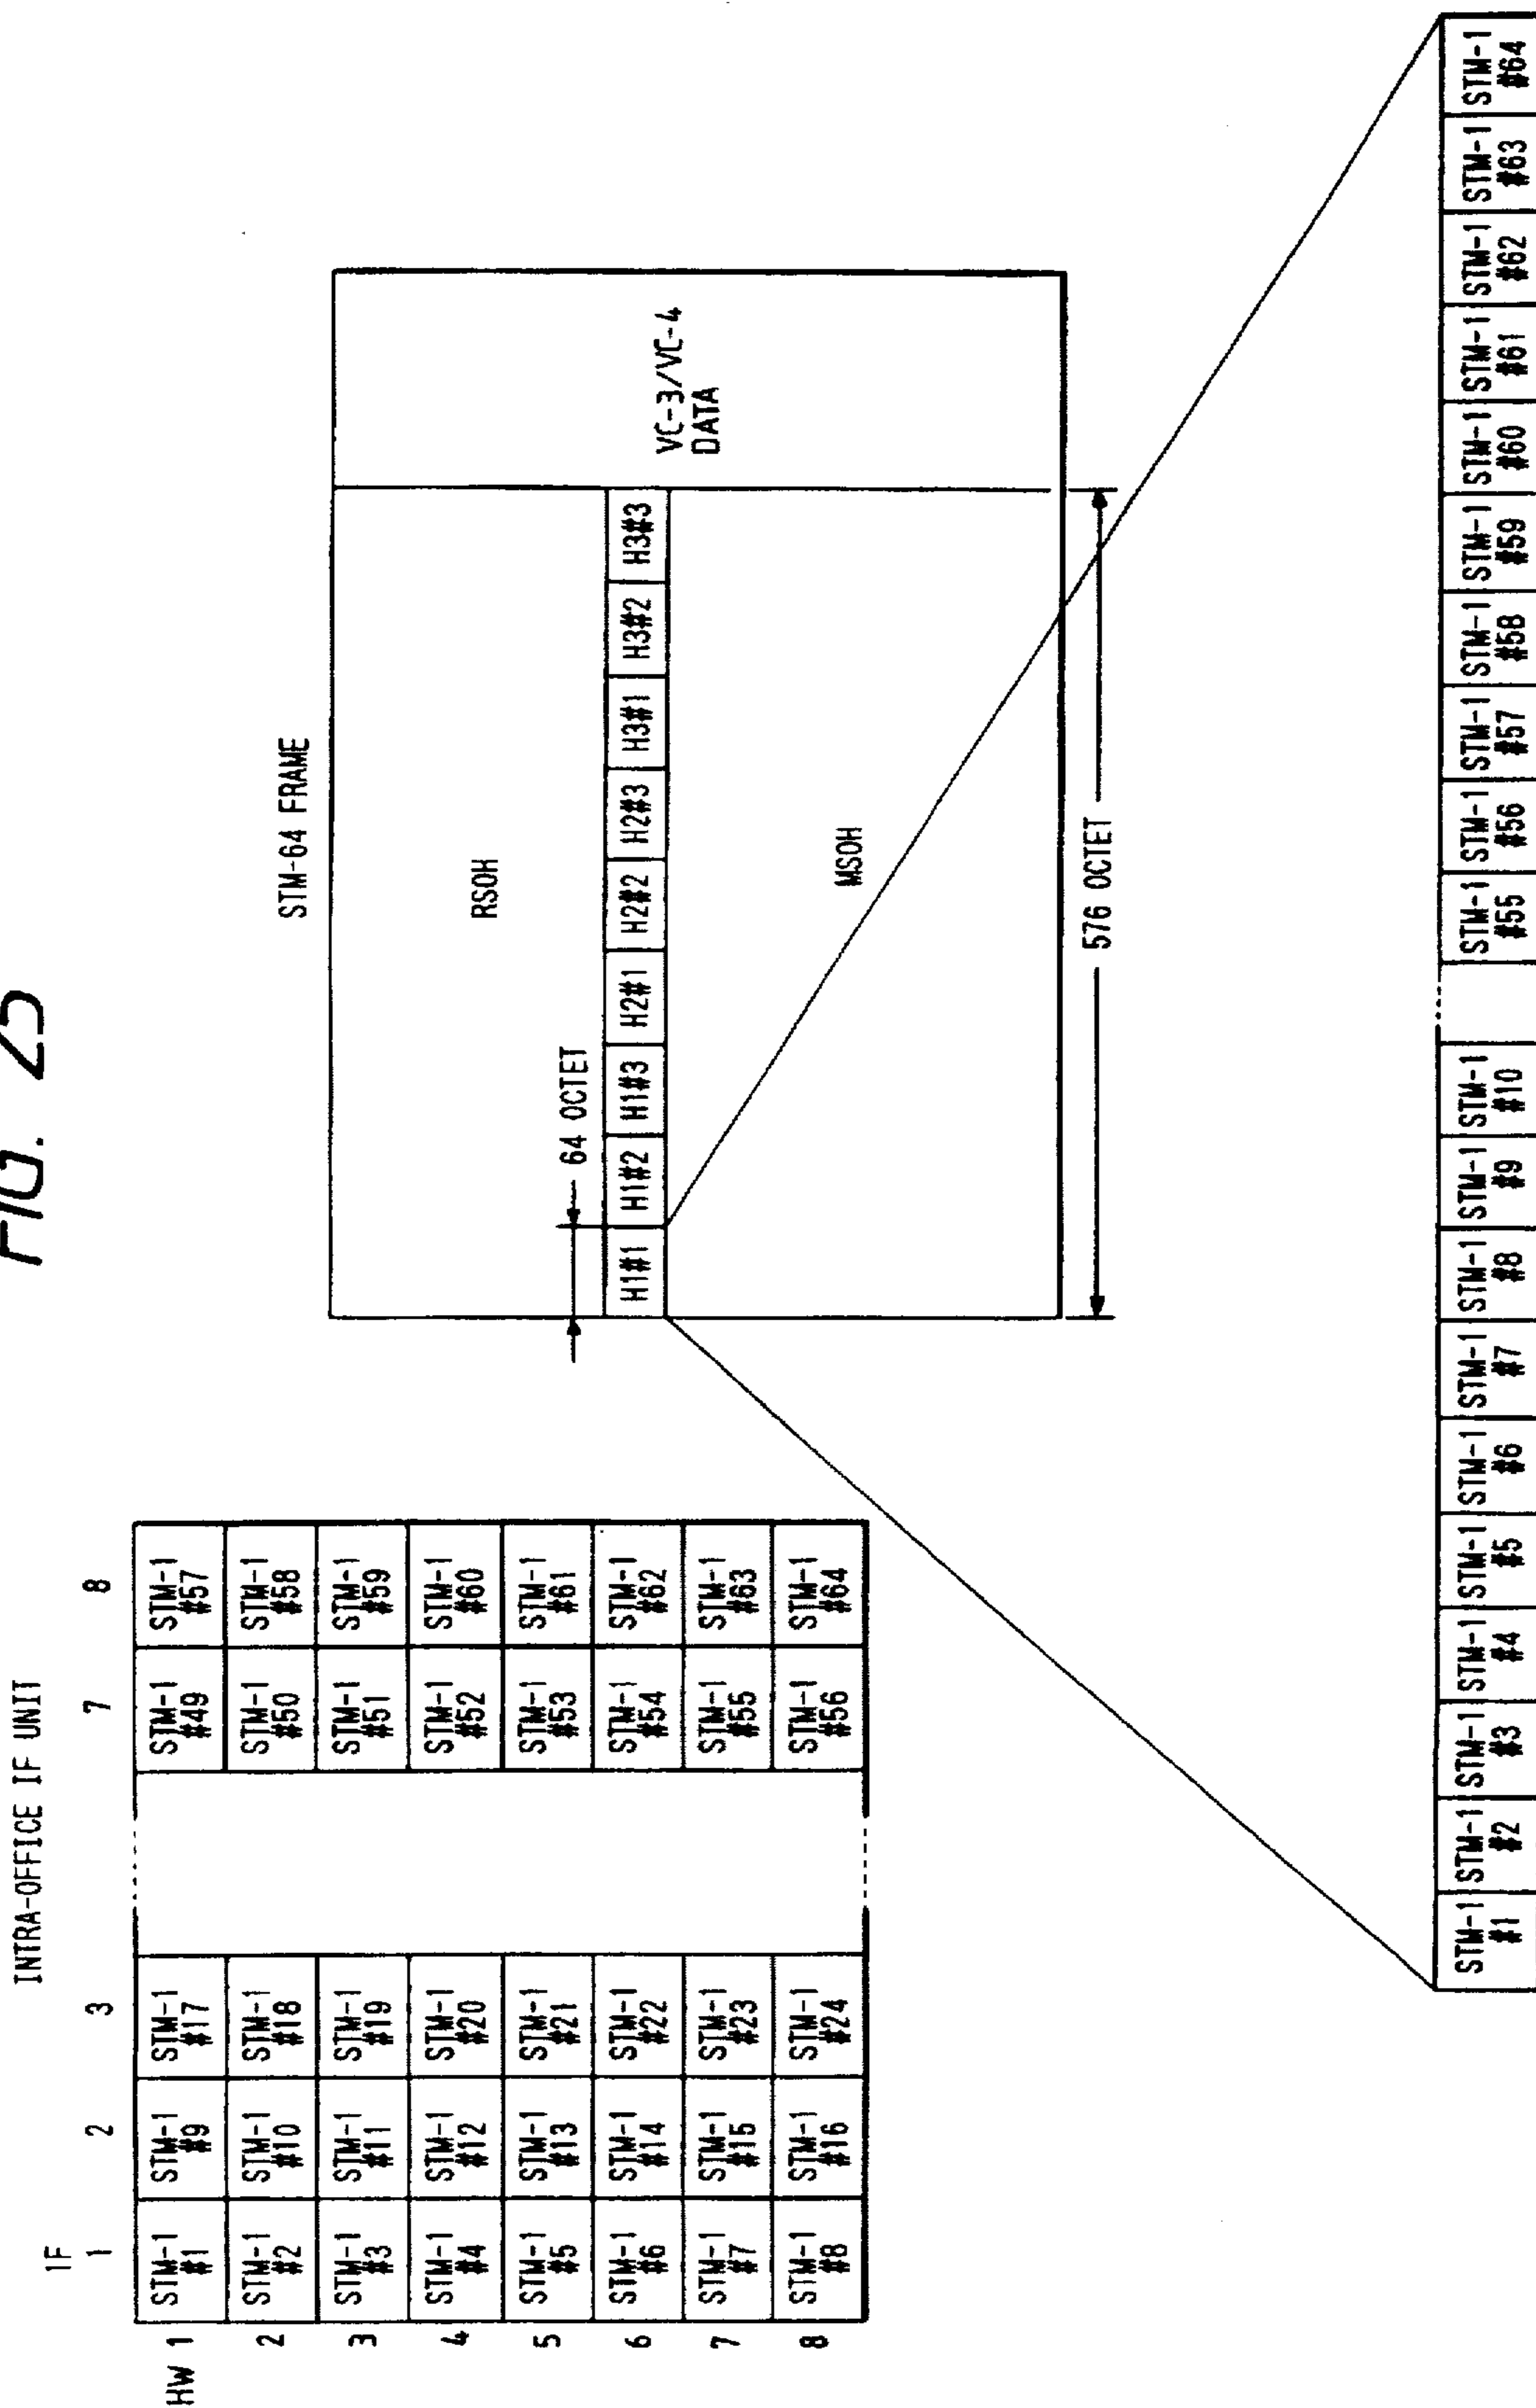 FIG. 25
INTRA-OFFICE IF UNIT
1F
1 2 3 7 8
HW 1 STM-1 #1 STM-1 #9 STM-1 #17 STM-1 #49 STM-1 #57
2 STM-1 #2 STM-1 #10 STM-1 #18 STM-1 #50 STM-1 #58
3 STM-1 #3 STM-1 #11 STM-1 #19 STM-1 #51 STM-1 #59
4 STM-1 #4 STM-1 #12 STM-1 #20 STM-1 #52 STM-1 #60
5 STM-1 #5 STM-1 #13 STM-1 #21 STM-1 #53 STM-1 #61
6 STM-1 #6 STM-1 #14 STM-1 #22 STM-1 #54 STM-1 #62
7 STM-1 #7 STM-1 #15 STM-1 #23 STM-1 #55 STM-1 #63
8 STM-1 #8 STM-1 #16 STM-1 #24 STM-1 #56 STM-1 #64
STM-64 FRAME
RSOH
64 OCTET
H1#1 H1#2 H1#3 H2#1 H2#2 H2#3 H3#1 H3#2 H3#3
VC-3/VC-4
DATA
MSOH
576 OCTET
STM-1 STM-1 STM-1 STM-1 STM-1 STM-1 STM-1 STM-1 STM-1 STM-1 STM-1 STM-1 STM-1 STM-1 STM-1 STM-1 STM-1 STM-1 STM-1 STM-1
#1 #2 #3 #4 #5 #6 #7 #8 #9 #10 #55 #56 #57 #58 #59 #60 #61 #62 #63 #64